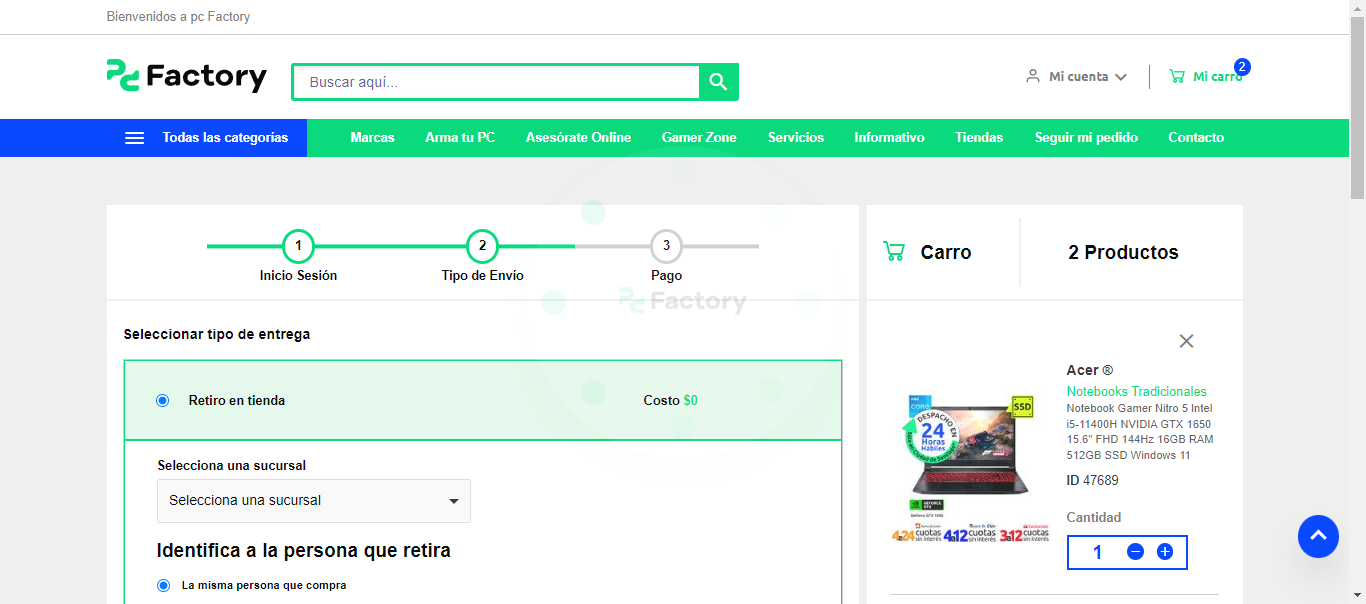 Bienvenidos a pc Factory
pc Factory
Buscar aquí...
Mi cuenta
Mi carro
2
Todas las categorías
Marcas
Arma tu PC
Asesórate Online
Gamer Zone
Servicios
Informativo
Tiendas
Seguir mi pedido
Contacto
1
2
3
Inicio Sesión
Tipo de Envío
Pago
pc Factory
Seleccionar tipo de entrega
Retiro en tienda
Costo $0
Selecciona una sucursal
Selecciona una sucursal
Identifica a la persona que retira
La misma persona que compra
Carro
2 Productos
Acer ®
Notebooks Tradicionales
Notebook Gamer Nitro 5 Intel
i5-11400H NVIDIA GTX 1650
15.6" FHD 144Hz 16GB RAM
512GB SSD Windows 11
ID 47689
Cantidad
1
SSD
DESPACHO EN
24
Horas
Hábiles
4a24 cuotas sin interés
4a12 cuotas sin interés
3a12 cuotas sin interés